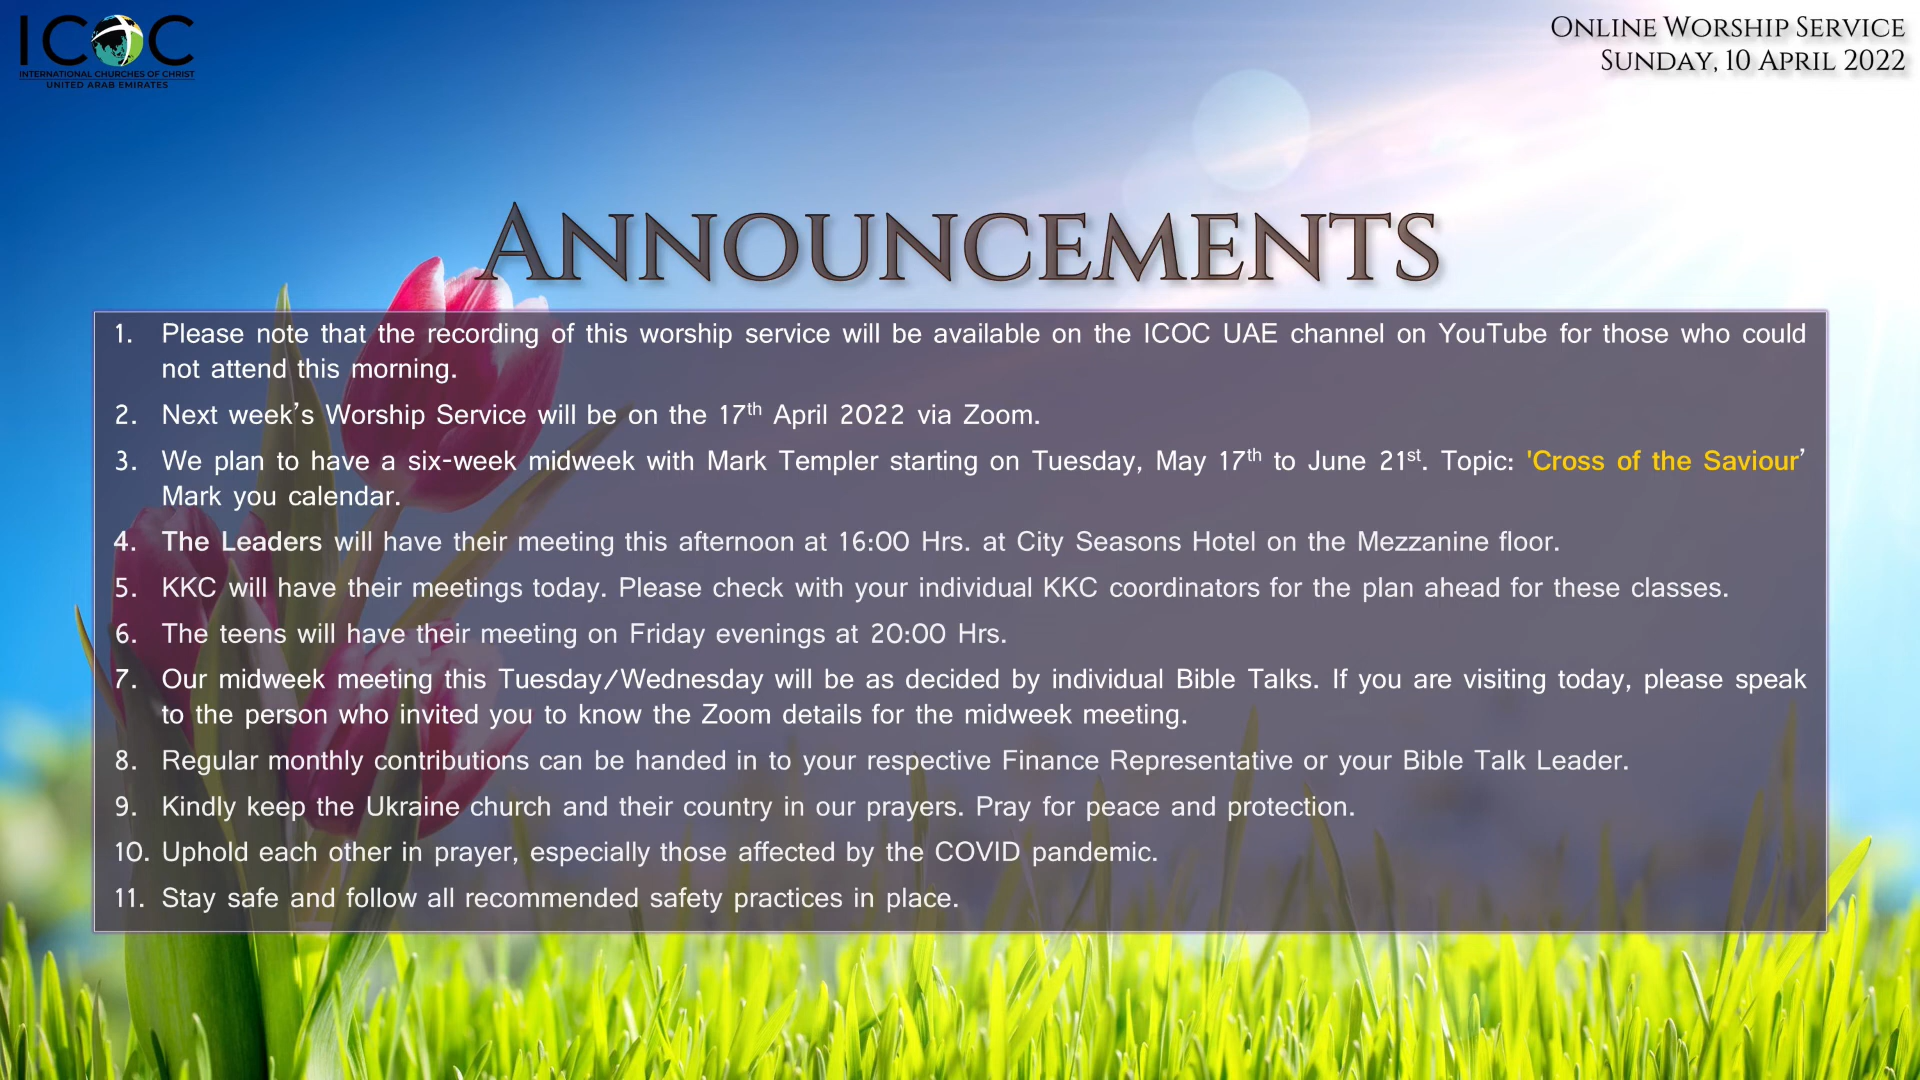 ICOC
INTERNATIONAL CHURCHES OF CHRIST
UNITED ARAB EMIRATES
ONLINE WORSHIP SERVICE
SUNDAY, 10 APRIL 2022
ANNOUNCEMENTS
1. Please note that the recording of this worship service will be available on the ICOC UAE channel on YouTube for those who could
not attend this morning.
2. Next week’s Worship Service will be on the 17th April 2022 via Zoom.
3. We plan to have a six-week midweek with Mark Templer starting on Tuesday, May 17th to June 21st. Topic: 'Cross of the Saviour’
Mark you calendar.
4. The Leaders will have their meeting this afternoon at 16:00 Hrs. at City Seasons Hotel on the Mezzanine floor.
5. KKC will have their meetings today. Please check with your individual KKC coordinators for the plan ahead for these classes.
6. The teens will have their meeting on Friday evenings at 20:00 Hrs.
7. Our midweek meeting this Tuesday/Wednesday will be as decided by individual Bible Talks. If you are visiting today, please speak
to the person who invited you to know the Zoom details for the midweek meeting.
8. Regular monthly contributions can be handed in to your respective Finance Representative or your Bible Talk Leader.
9. Kindly keep the Ukraine church and their country in our prayers. Pray for peace and protection.
10. Uphold each other in prayer, especially those affected by the COVID pandemic.
11. Stay safe and follow all recommended safety practices in place.